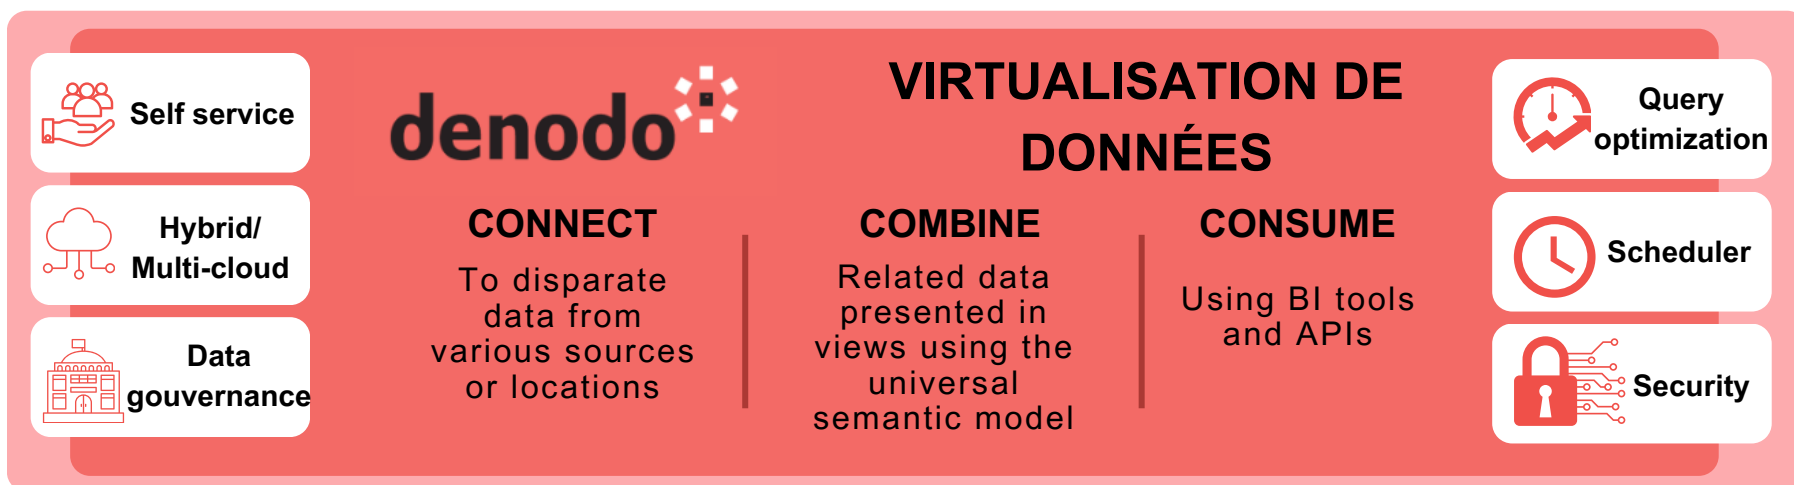 Self service
Hybrid/
Multi-cloud
Data
gouvernance
denodo
VIRTUALISATION DE
DONNÉES
CONNECT
To disparate
data from
various sources
or locations
COMBINE
Related data
presented in
views using the
universal
semantic model
CONSUME
Using BI tools
and APIs
Query
optimization
Scheduler
Security